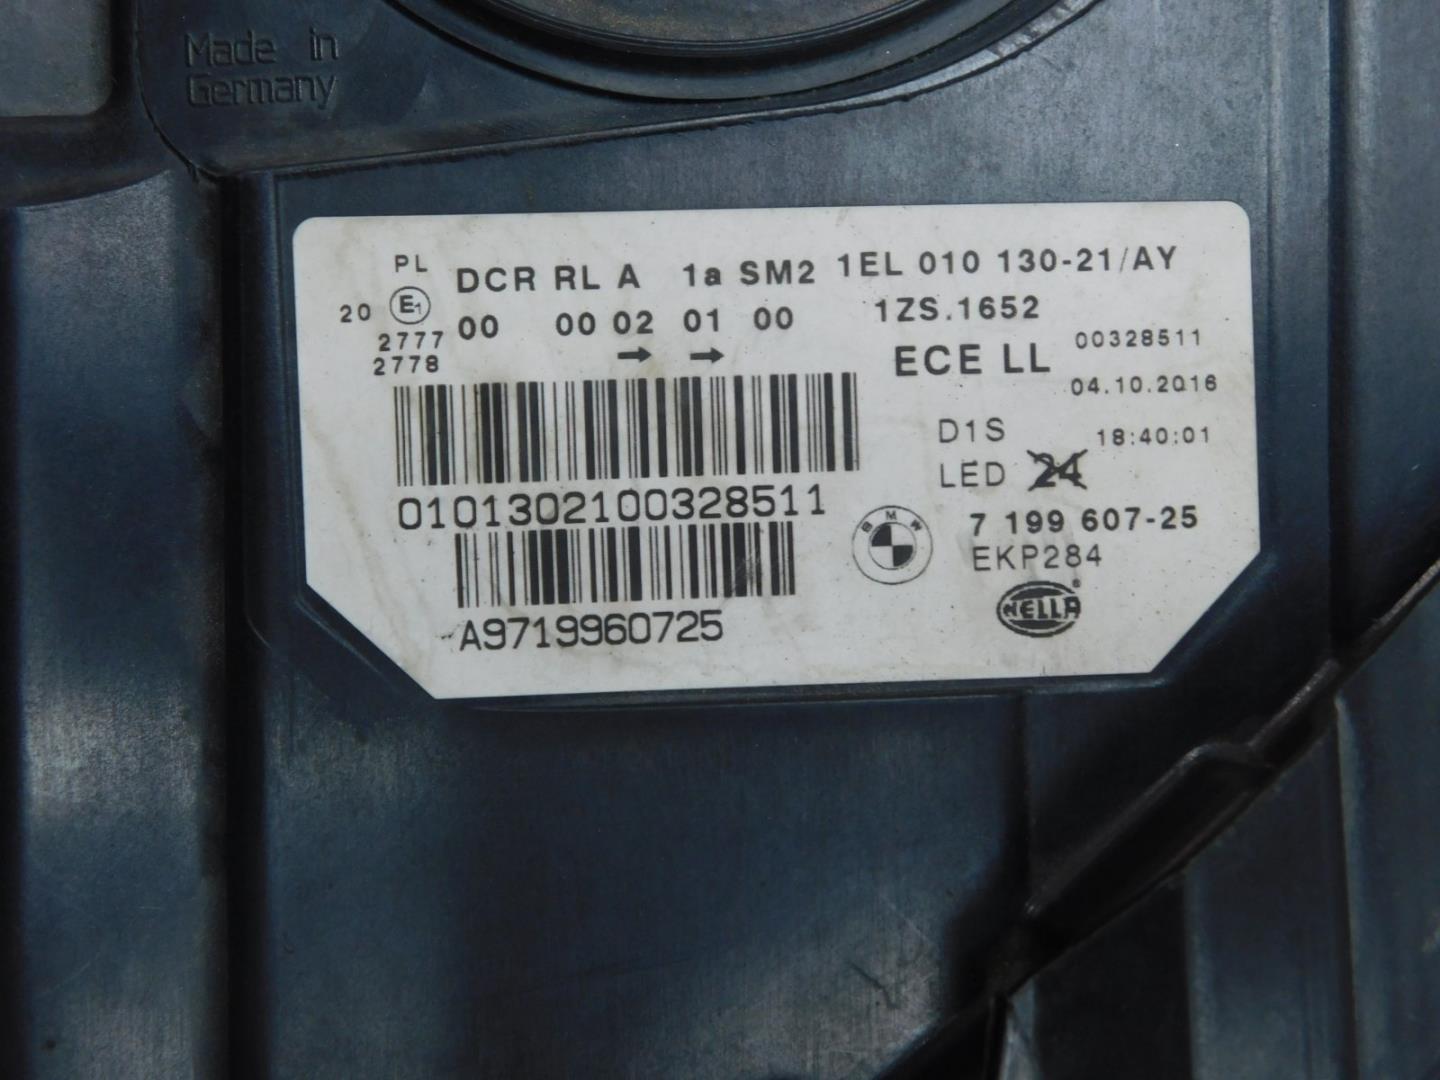 Made in
Germany
PL DCR RL A 1a SM2 1EL 010 130-21/AY
20 E1 00 00 02 01 00 1ZS.1652
2777
2778 → → ECE LL 00328511
04.10.2016
D1S 18:40:01
LED 24
010130210032851​1
BMW 7 199 607-25
EKP284
HELLA ®
A9719960725